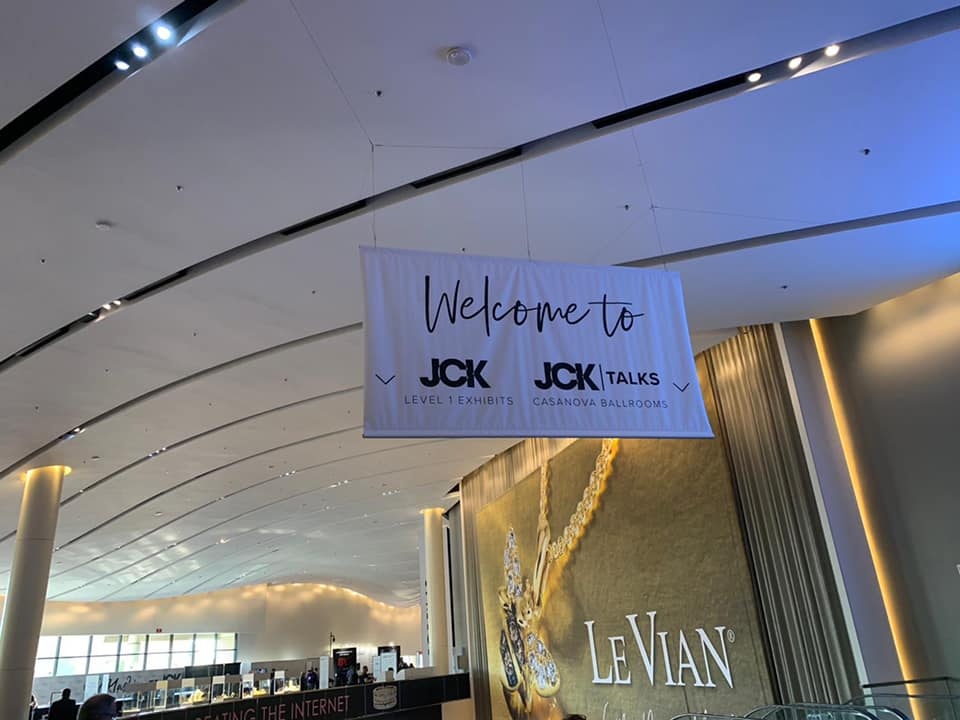 Welcome to
JCK
LEVEL 1 EXHIBITS
JCK | TALKS
CASANOVA BALLROOMS
LEVIAN®
EATING THE INTERNET